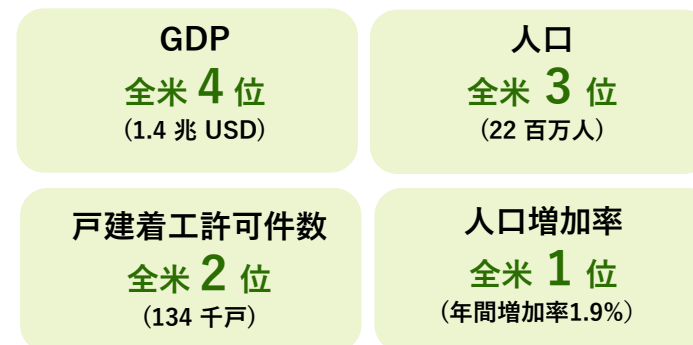 GDP
全米 4 位
(1.4 兆 USD)
人口
全米 3 位
(22 百万人)
戸建着工許可件数
全米 2 位
(134 千戸)
人口増加率
全米 1 位
(年間増加率1.9%)